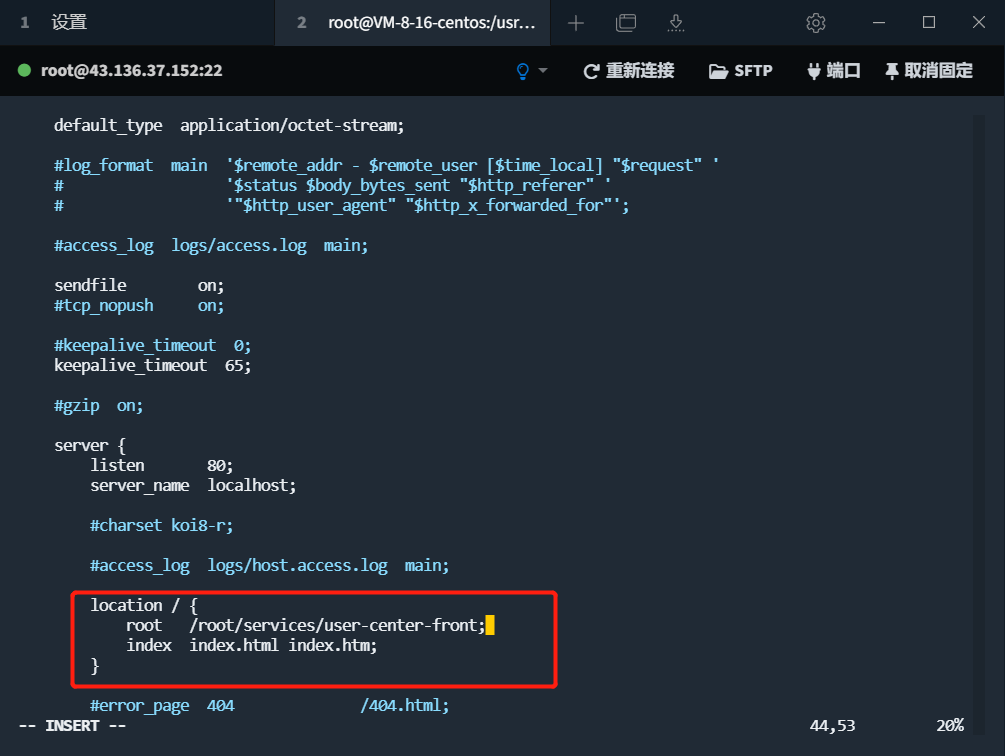 1 设置 2 root@VM-8-16-centos:/usr...
root@43.136.37.152:22 重新连接 SFTP 端口 取消固定
default_type  application/octet-stream;
#log_format  main  '$remote_addr - $remote_user [$time_local] "$request" '
#                  '$status $body_bytes_sent "$http_referer" '
#                  '"$http_user_agent" "$http_x_forwarded_for"';
#access_log  logs/access.log  main;
sendfile        on;
#tcp_nopush     on;
#keepalive_timeout  0;
keepalive_timeout  65;
#gzip  on;
server {
listen       80;
server_name  localhost;
#charset koi8-r;
#access_log  logs/host.access.log  main;
location / {
root   /root/services/user-center-front;
index  index.html index.htm;
}
#error_page  404              /404.html;
-- INSERT -- 44,53 20%